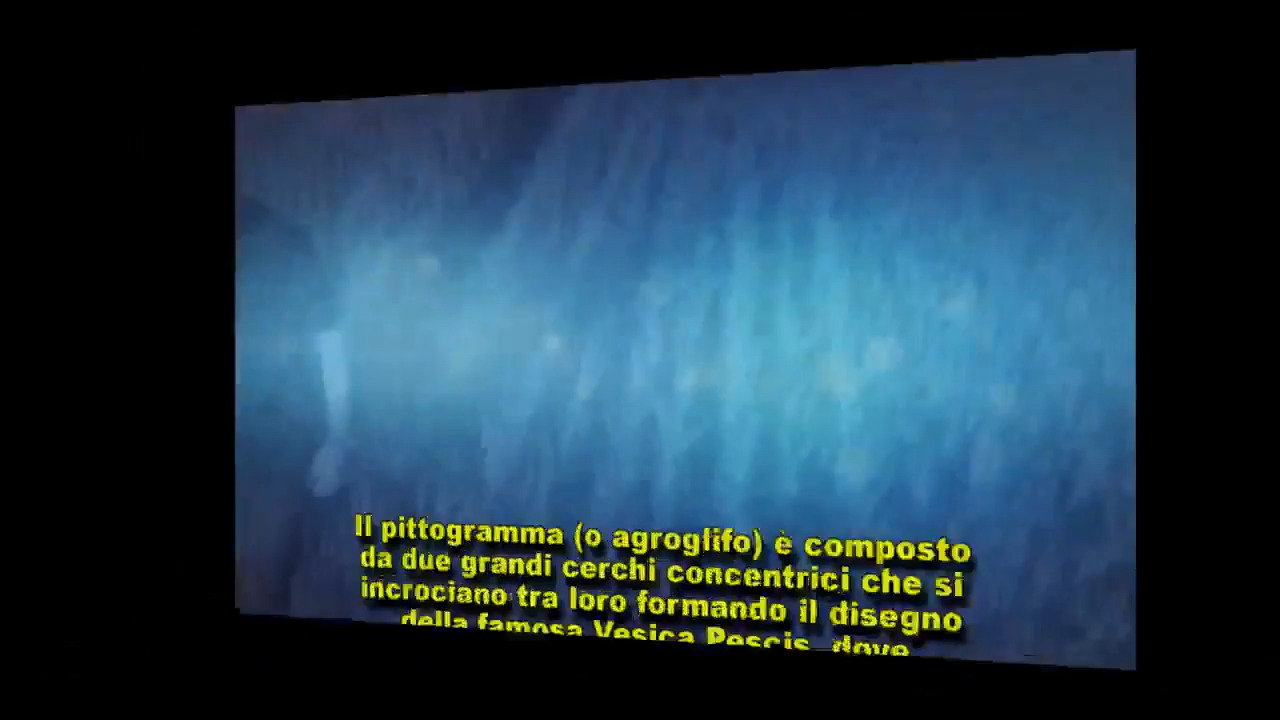 Il pittogramma (o agroglifo) è composto
da due grandi cerchi concentrici che si
incrociano tra loro formando il disegno
della famosa Vesica Pescis, dove